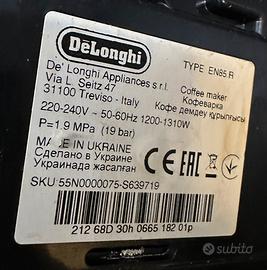 DeLonghi
De' Longhi Appliances s.r.l.
Via L. Seitz 47
31100 Treviso - Italy
TYPE EN85.R
Coffee maker
Кофеварка
Кофе демдеу құрылғысы
220-240V ~ 50-60Hz 1200-1310W
P=1.9 MPa (19 bar)
MADE IN UKRAINE
Сделано в Украине
Украинада жасалған
EAC
CE
SKU:55N0000075-S639719
212 68D 30h 0665 182 01p
subito